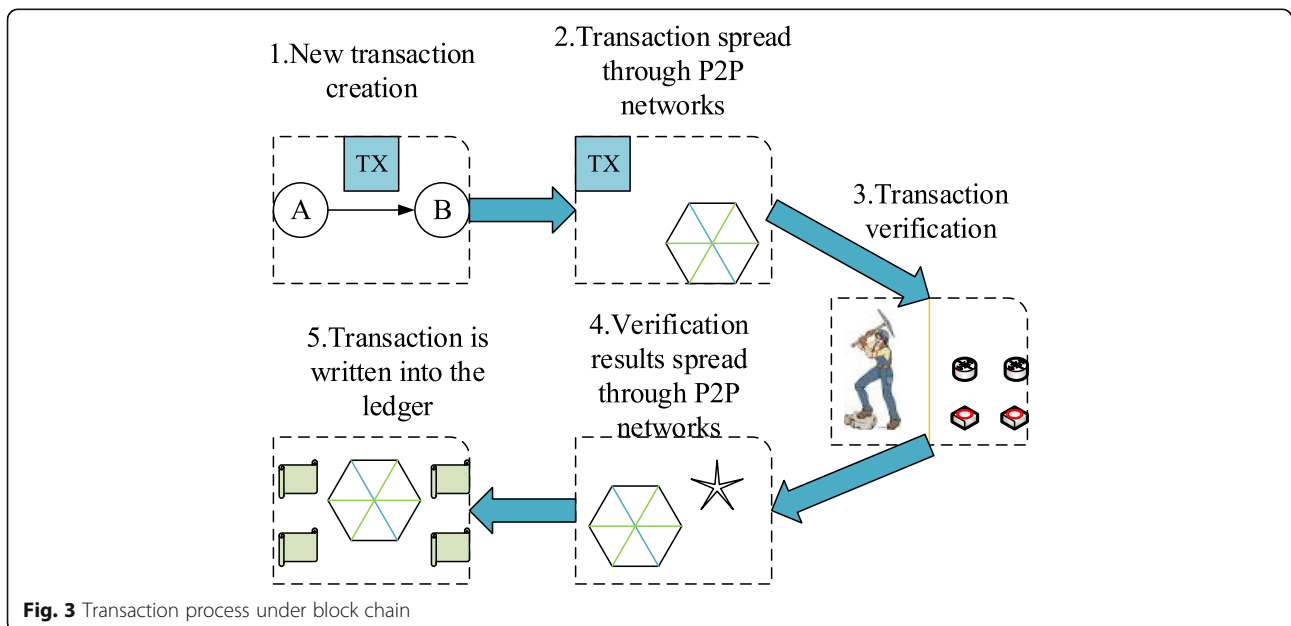 1.New transaction
creation
2.Transaction spread
through P2P
networks
TX
A
B
TX
3.Transaction
verification
4.Verification
results spread
through P2P
networks
5.Transaction is
written into the
ledger
Fig. 3 Transaction process under block chain